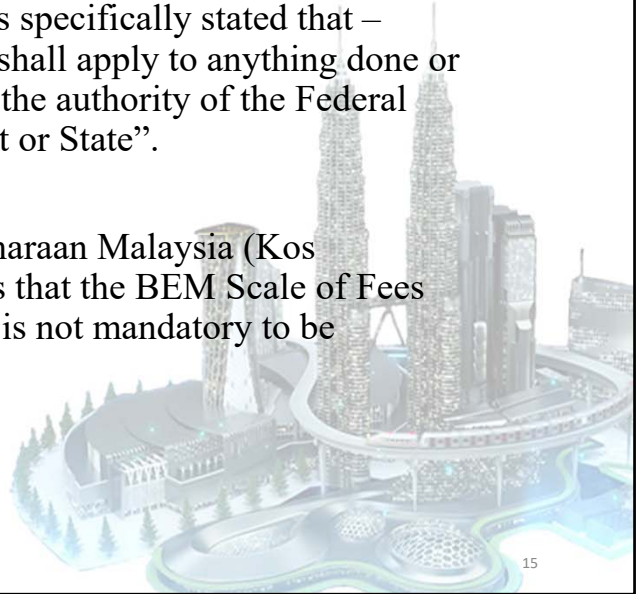 s specifically stated that –
shall apply to anything done or
the authority of the Federal
t or State”.
naraan Malaysia (Kos
s that the BEM Scale of Fees
is not mandatory to be
15